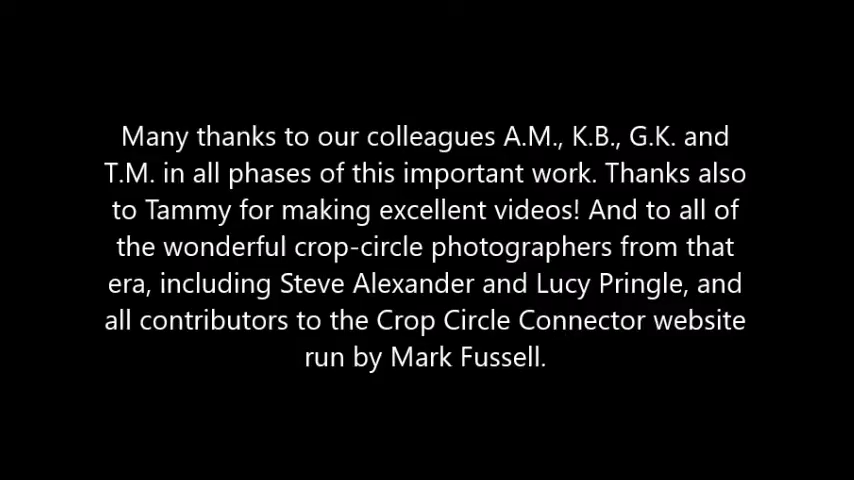 Many thanks to our colleagues A.M., K.B., G.K. and
T.M. in all phases of this important work. Thanks also
to Tammy for making excellent videos! And to all of
the wonderful crop-circle photographers from that
era, including Steve Alexander and Lucy Pringle, and
all contributors to the Crop Circle Connector website
run by Mark Fussell.